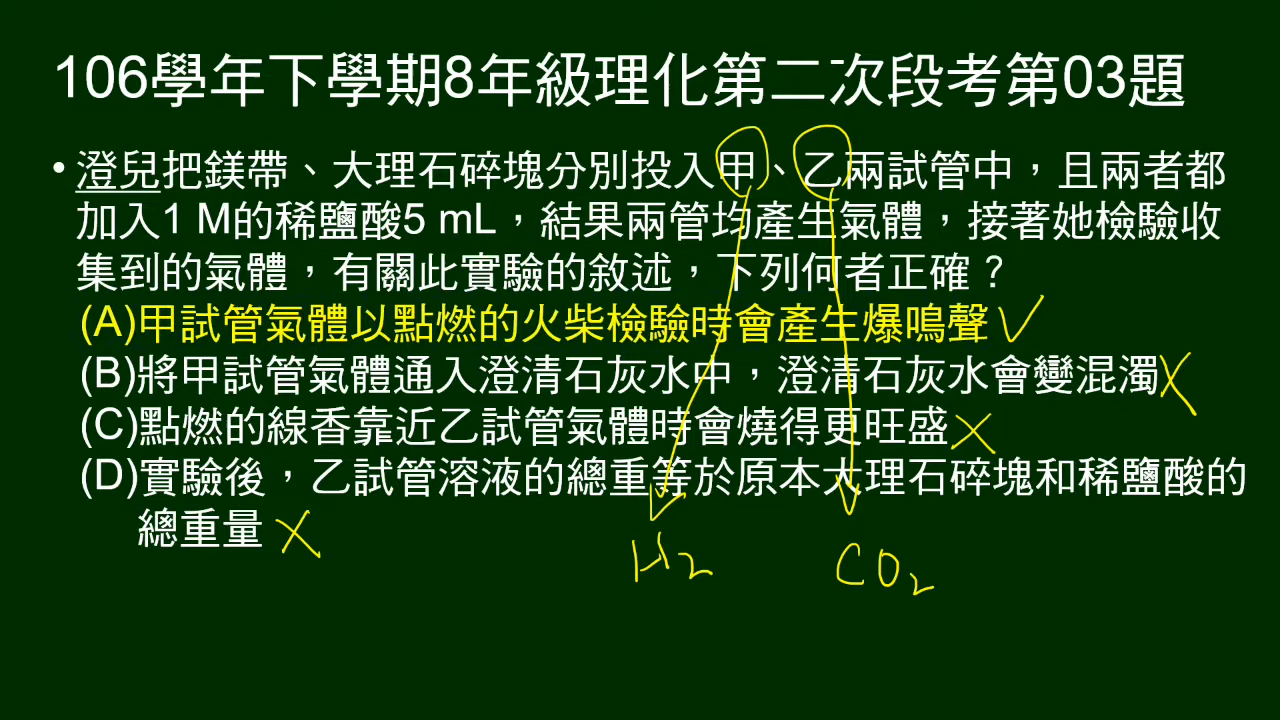 106學年下學期8年級理化第二次段考第03題
• 澄兒把鎂帶、大理石碎塊分別投入甲、乙兩試管中，且兩者都
加入1 M的稀鹽酸5 mL，結果兩管均產生氣體，接著她檢驗收
集到的氣體，有關此實驗的敘述，下列何者正確？
(A)甲試管氣體以點燃的火柴檢驗時會產生爆鳴聲
(B)將甲試管氣體通入澄清石灰水中，澄清石灰水會變混濁
(C)點燃的線香靠近乙試管氣體時會燒得更旺盛
(D)實驗後，乙試管溶液的總重等於原本大理石碎塊和稀鹽酸的
總重量
H2 CO2